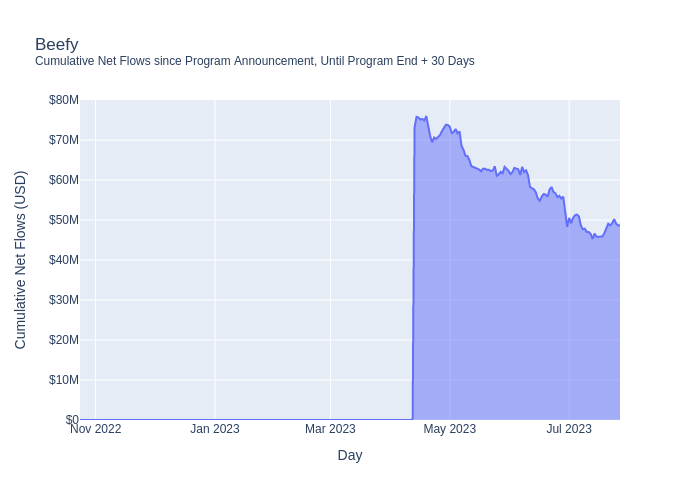 Beefy
Cumulative Net Flows since Program Announcement, Until Program End + 30 Days
$80M
$70M
$60M
$50M
$40M
$30M
$20M
$10M
$0
Cumulative Net Flows (USD)
Nov 2022
Jan 2023
Mar 2023
May 2023
Jul 2023
Day